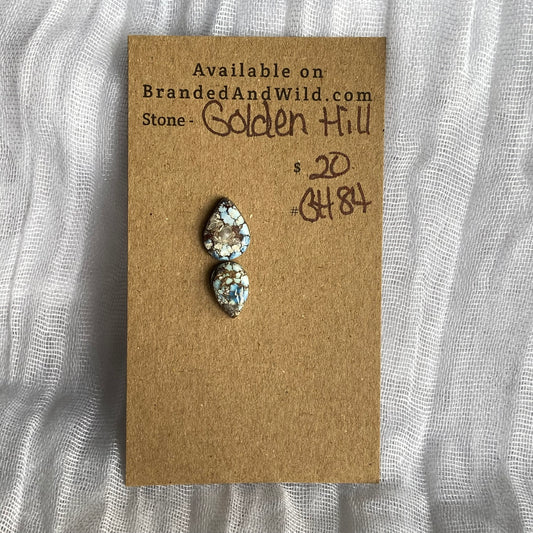 Available on
BrandedAndWild.com
Stone - Golden Hill
$ 20
# GH84